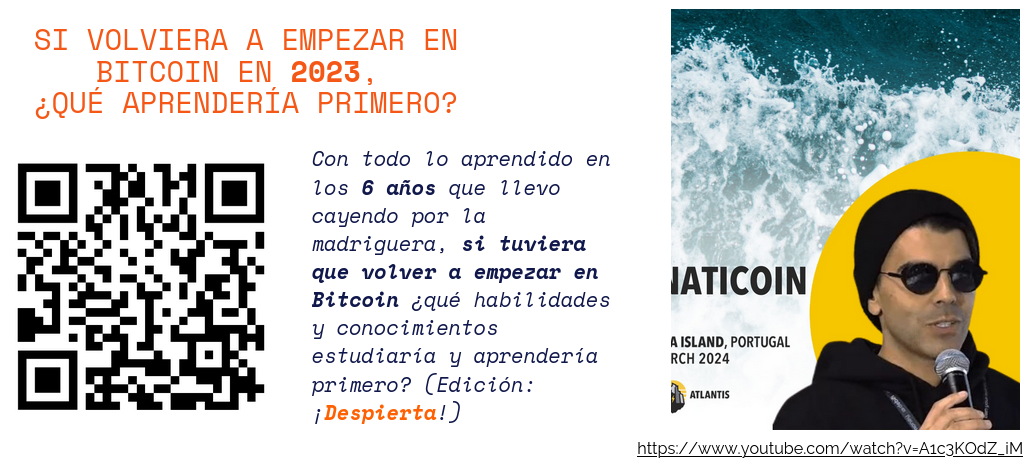 SI VOLVIERA A EMPEZAR EN
BITCOIN EN 2023,
¿QUÉ APRENDERÍA PRIMERO?
Con todo lo aprendido en
los 6 años que llevo
cayendo por la
madriguera, si tuviera
que volver a empezar en
Bitcoin ¿qué habilidades
y conocimientos
estudiaría y aprendería
primero? (Edición:
¡Despierta!)
NATICOIN
A ISLAND, PORTUGAL
RCH 2024
ATLANTIS
https://www.youtube.com/watch?v=A1c3KOdZ_iM